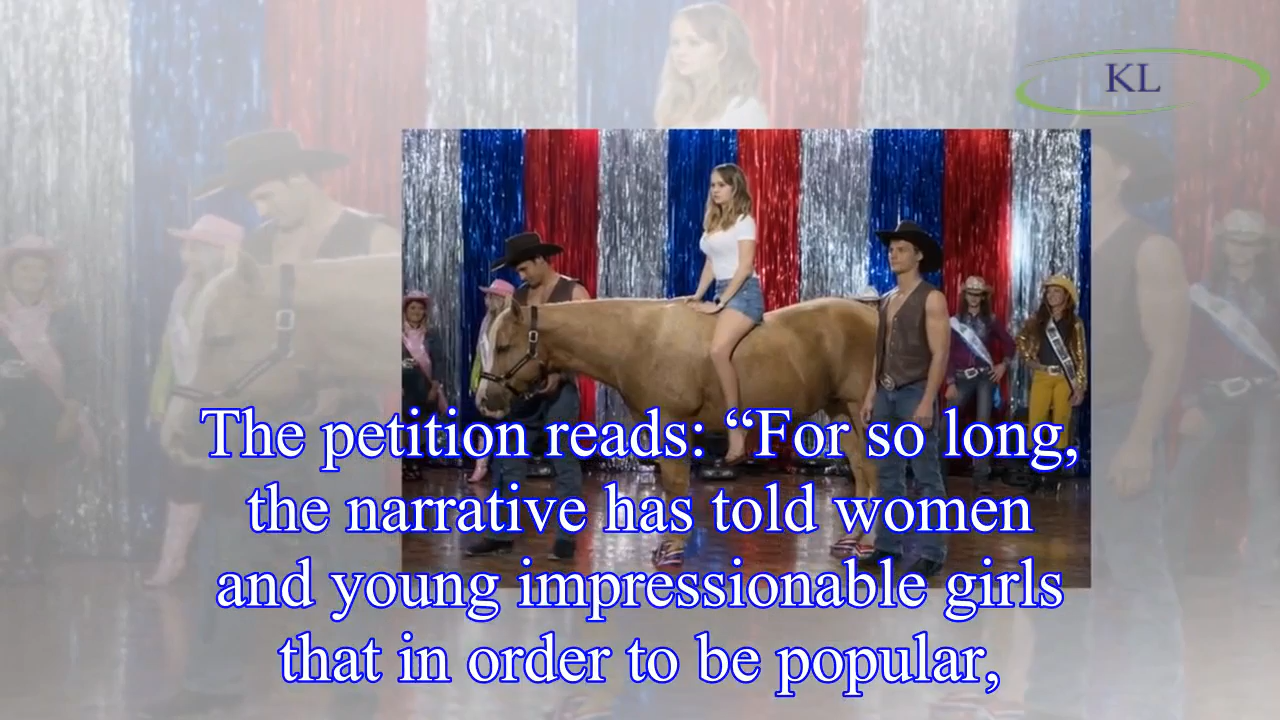 KL
The petition reads: “For so long,
the narrative has told women
and young impressionable girls
that in order to be popular,